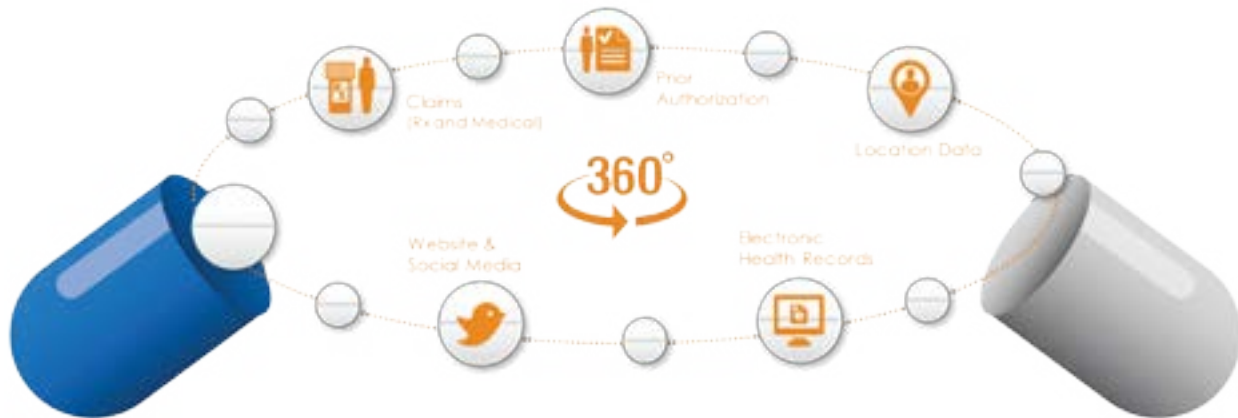 Claims
(Rx and Medical)
Prior
Authorization
Location Data
360°
Website &
Social Media
Electronic
Health Records